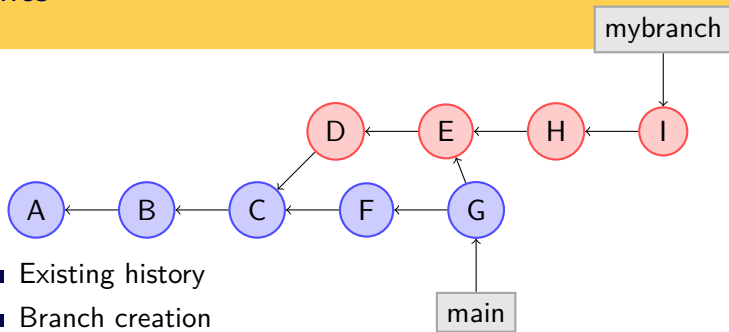 mybranch
D E H I
A B C F G
Existing history
main
Branch creation